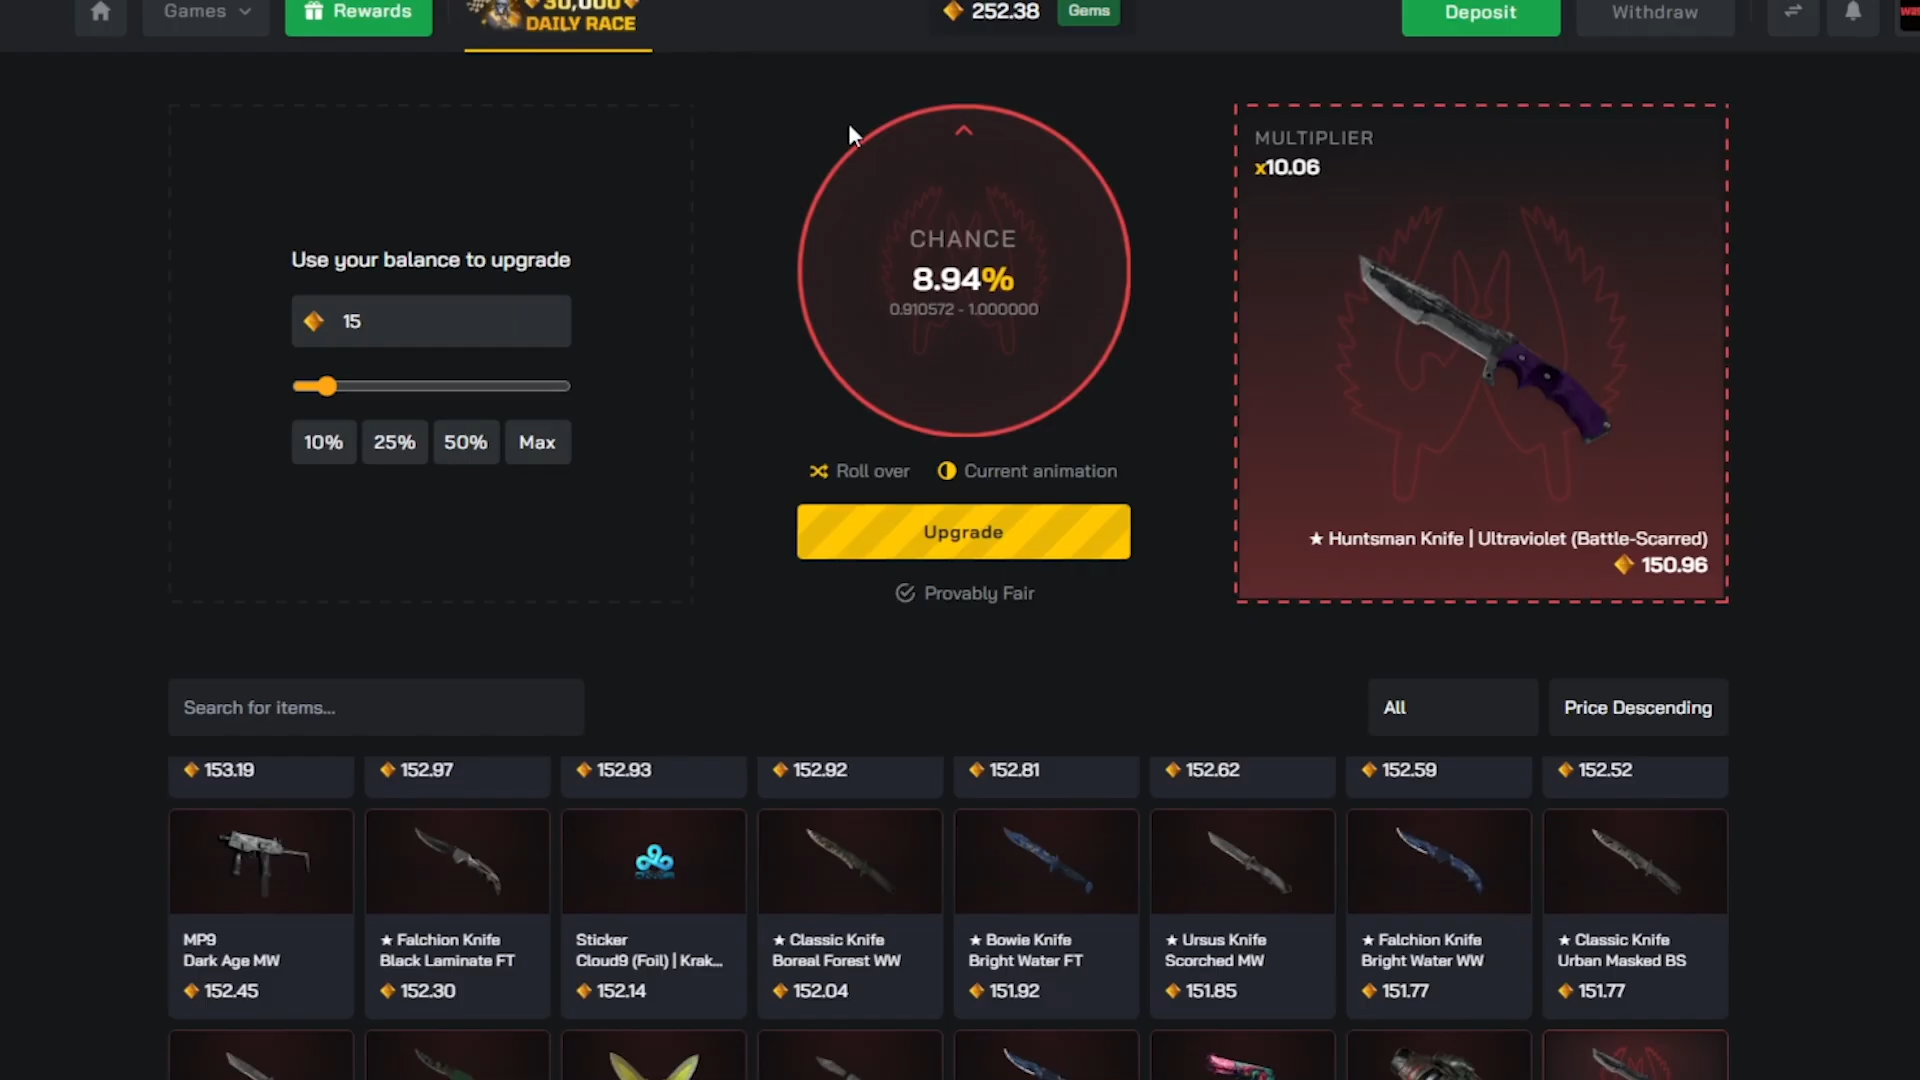 Games
Rewards
30,000
DAILY RACE
252.38
Gems
Deposit
Withdraw
CHANCE
8.94%
0.910572 - 1.000000
MULTIPLIER
x10.06
Use your balance to upgrade
15
10%
25%
50%
Max
Roll over
Current animation
Upgrade
Provably Fair
★ Huntsman Knife | Ultraviolet (Battle-Scarred)
150.96
Search for items...
All
Price Descending
153.19
152.97
152.93
152.92
152.81
152.62
152.59
152.52
MP9
Dark Age MW
152.45
★ Falchion Knife
Black Laminate FT
152.30
Sticker
Cloud9 (Foil) | Krak...
152.14
★ Classic Knife
Boreal Forest WW
152.04
★ Bowie Knife
Bright Water FT
151.92
★ Ursus Knife
Scorched MW
151.85
★ Falchion Knife
Bright Water WW
151.77
★ Classic Knife
Urban Masked BS
151.77